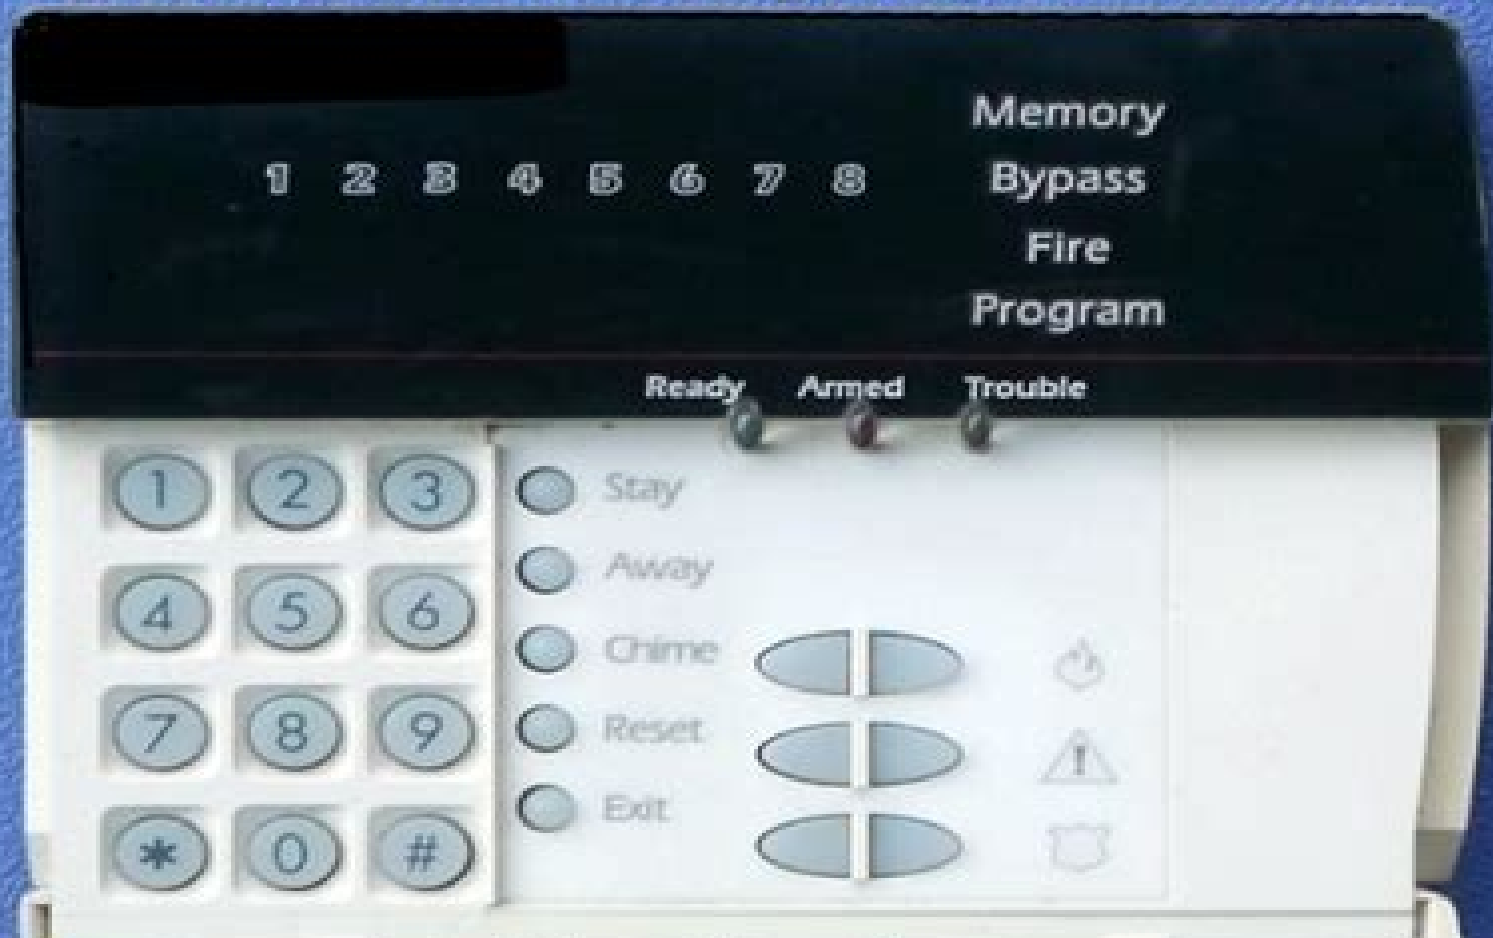 Memory
1 2 3 4 5 6 7 8 Bypass
Fire
Program
Ready Armed Trouble
1 2 3 Stay
Away
4 5 6 Chime
7 8 9 Reset
Exit
* 0 #